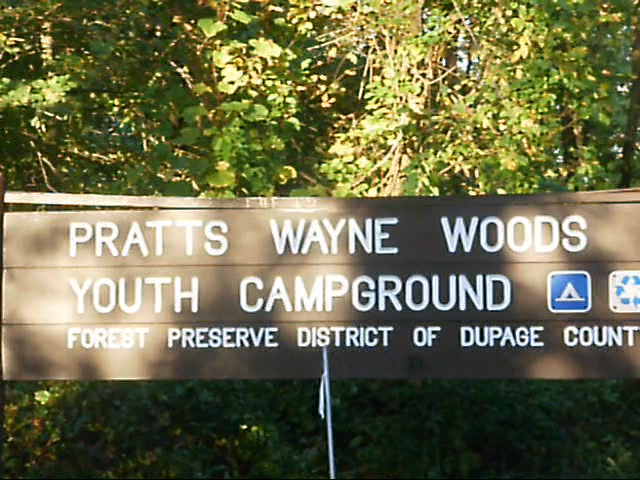 PRATTS WAYNE WOODS
YOUTH CAMPGROUND
FOREST PRESERVE DISTRICT OF DUPAGE COUNT